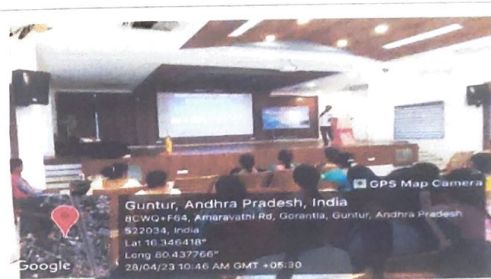 GPS Map Camera
Guntur, Andhra Pradesh, India
8CWQ+F64, Amaravathi Rd, Gorantla, Guntur, Andhra Pradesh
522034, India
Lat 16.346418°
Long 80.437766°
28/04/23 10:46 AM GMT +05:30
Google